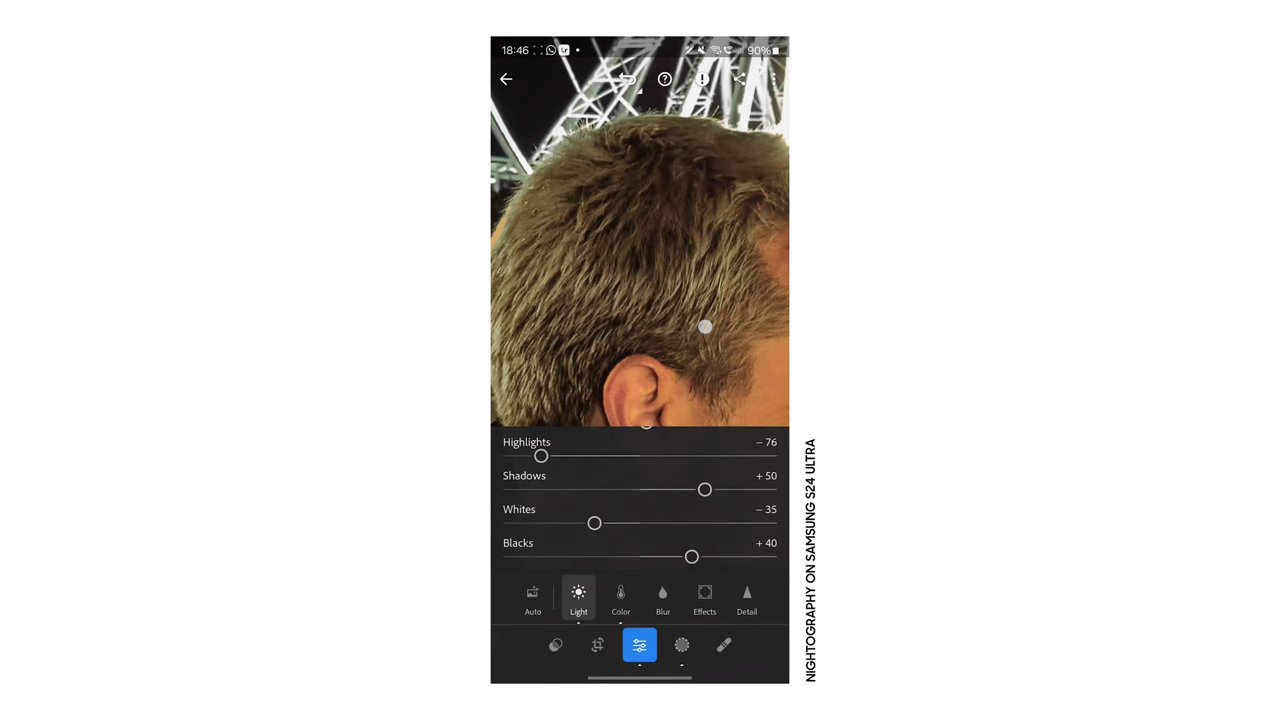 18:46
Lr
90%
Highlights
– 76
Shadows
+ 50
Whites
– 35
Blacks
+ 40
Auto
Light
Color
Blur
Effects
Detail
NIGHTOGRAPHY ON SAMSUNG S24 ULTRA